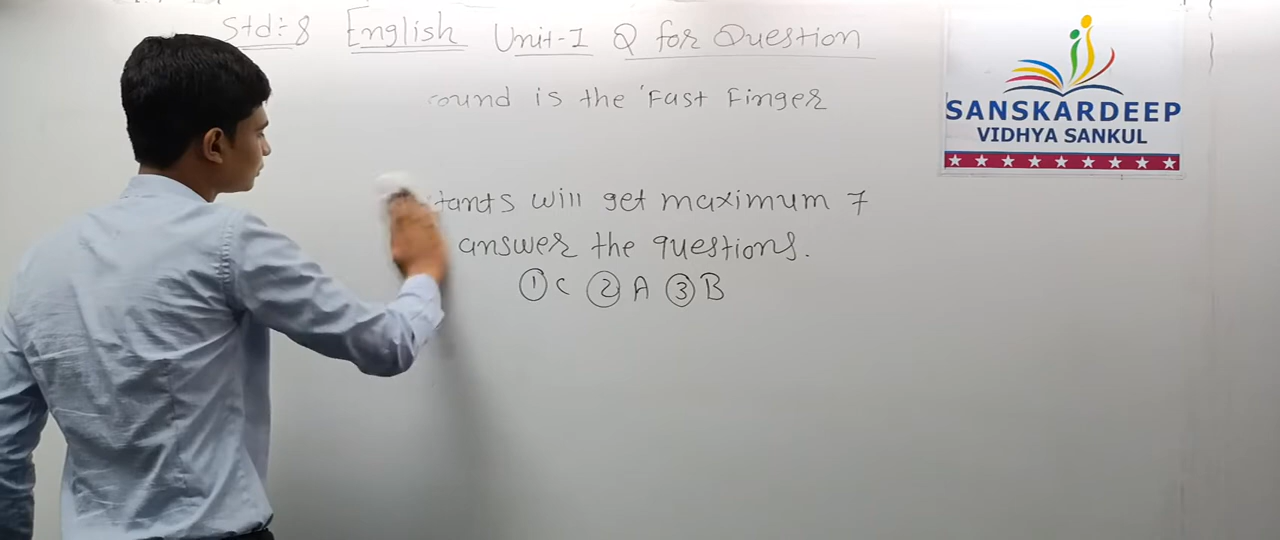 Std:-8 English Unit-I Q for Question
ound is the 'Fast Finger
tants will get maximum 7
answer the questions.
① C ② A ③ B
SANSKARDEEP
VIDHYA SANKUL